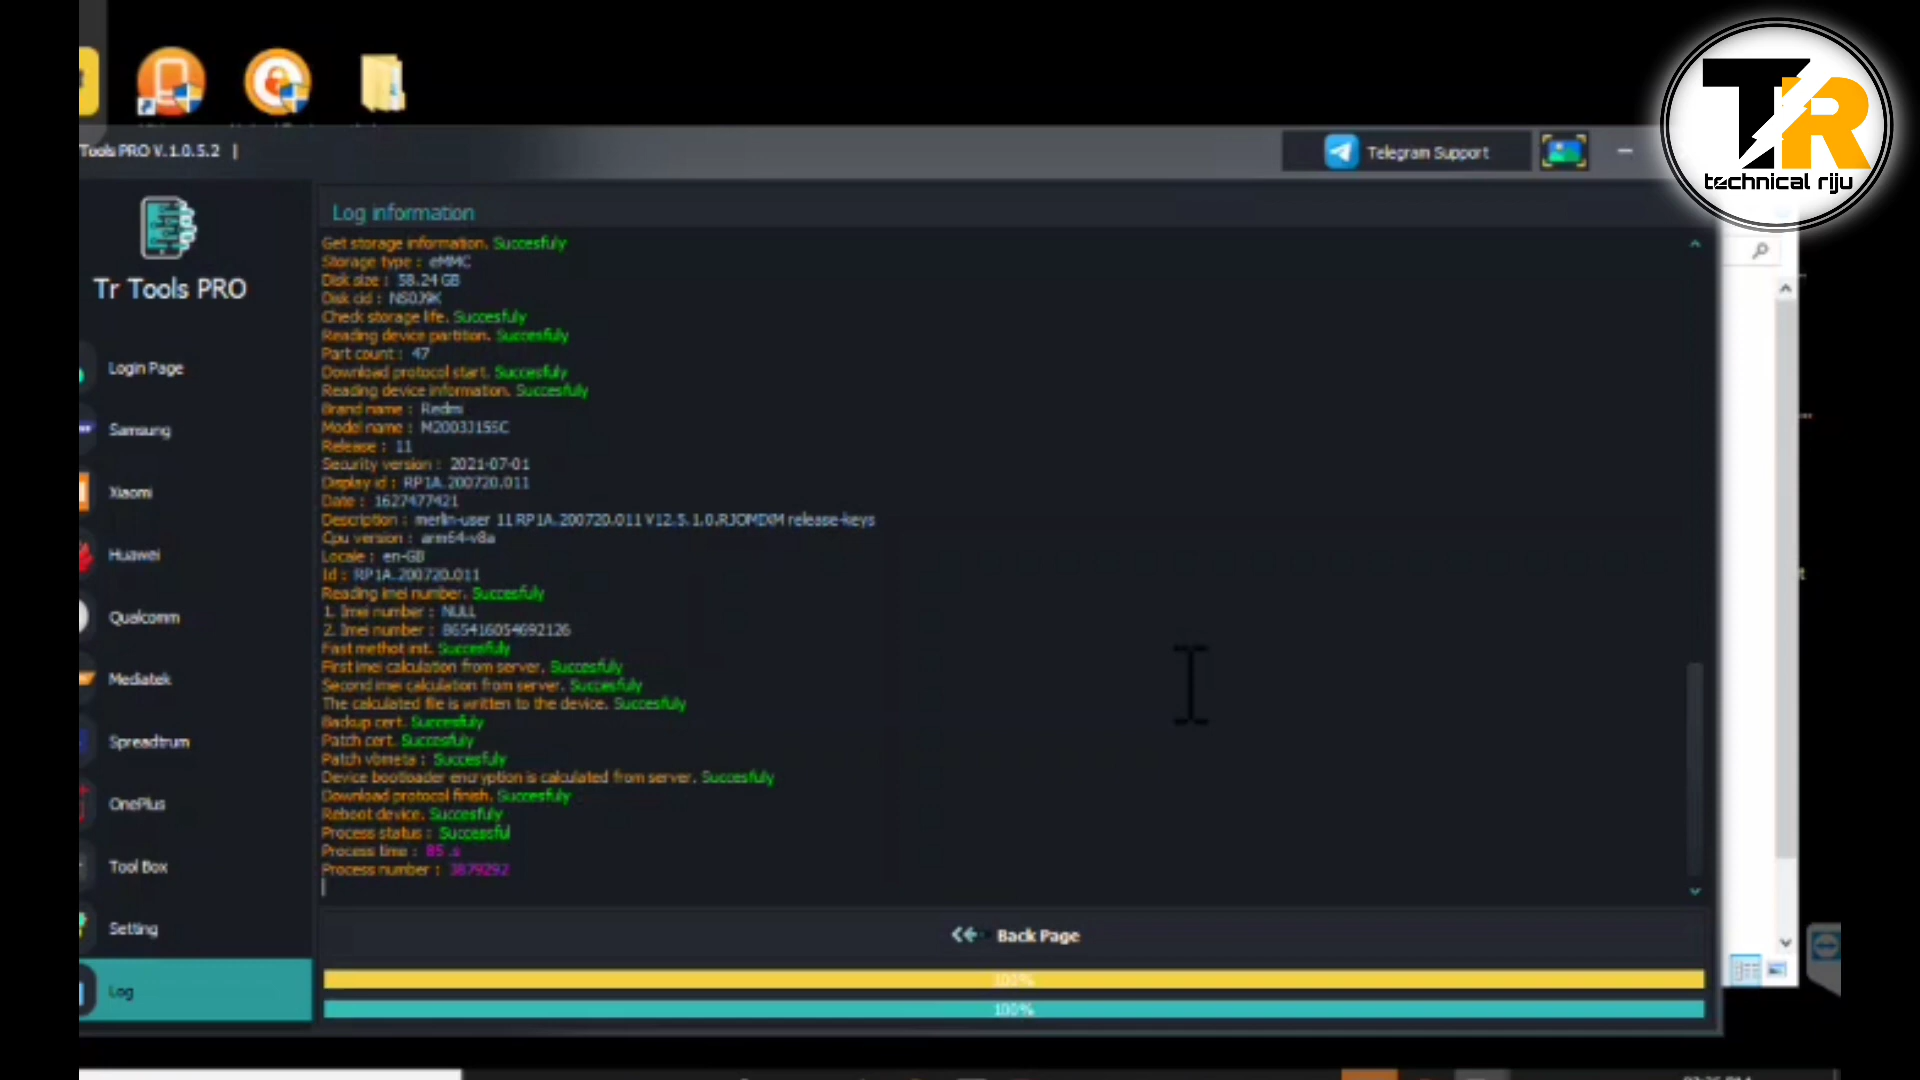 TR
technical riju
Tools PRO V.1.0.5.2 |
Telegram Support
Tr Tools PRO
Login Page
Samsung
Xiaomi
Huawei
Qualcomm
Mediatek
Spreadtrum
OnePlus
Tool Box
Setting
Log
Log information
Get storage information. Succesfuly
Storage type : eMMC
Disk size : 58.24 GB
Disk cid : NS0J9K
Check storage life. Succesfuly
Reading device partition. Succesfuly
Part count : 47
Download protocol start. Succesfuly
Reading device information. Succesfuly
Brand name : Redmi
Model name : M2003J15SC
Release : 11
Security version : 2021-07-01
Display id : RP1A.200720.011
Date : 1627477421
Description : merlin-user 11 RP1A.200720.011 V12.5.1.0.RJOMIXM release-keys
Cpu version : arm64-v8a
Locale : en-GB
Id : RP1A.200720.011
Reading imei number. Succesfuly
1. Imei number : NULL
2. Imei number : 865416054692126
Fast methot init. Succesfuly
First imei calculation from server. Succesfuly
Second imei calculation from server. Succesfuly
The calculated file is written to the device. Succesfuly
Backup cert. Succesfuly
Patch cert. Succesfuly
Patch vbmeta : Succesfuly
Device bootloader encryption is calculated from server. Succesfuly
Download protocol finish. Succesfuly
Reboot device. Succesfuly
Process status : Successful
Process time : 85 .s
Process number : 3879292
Back Page
100%
100%